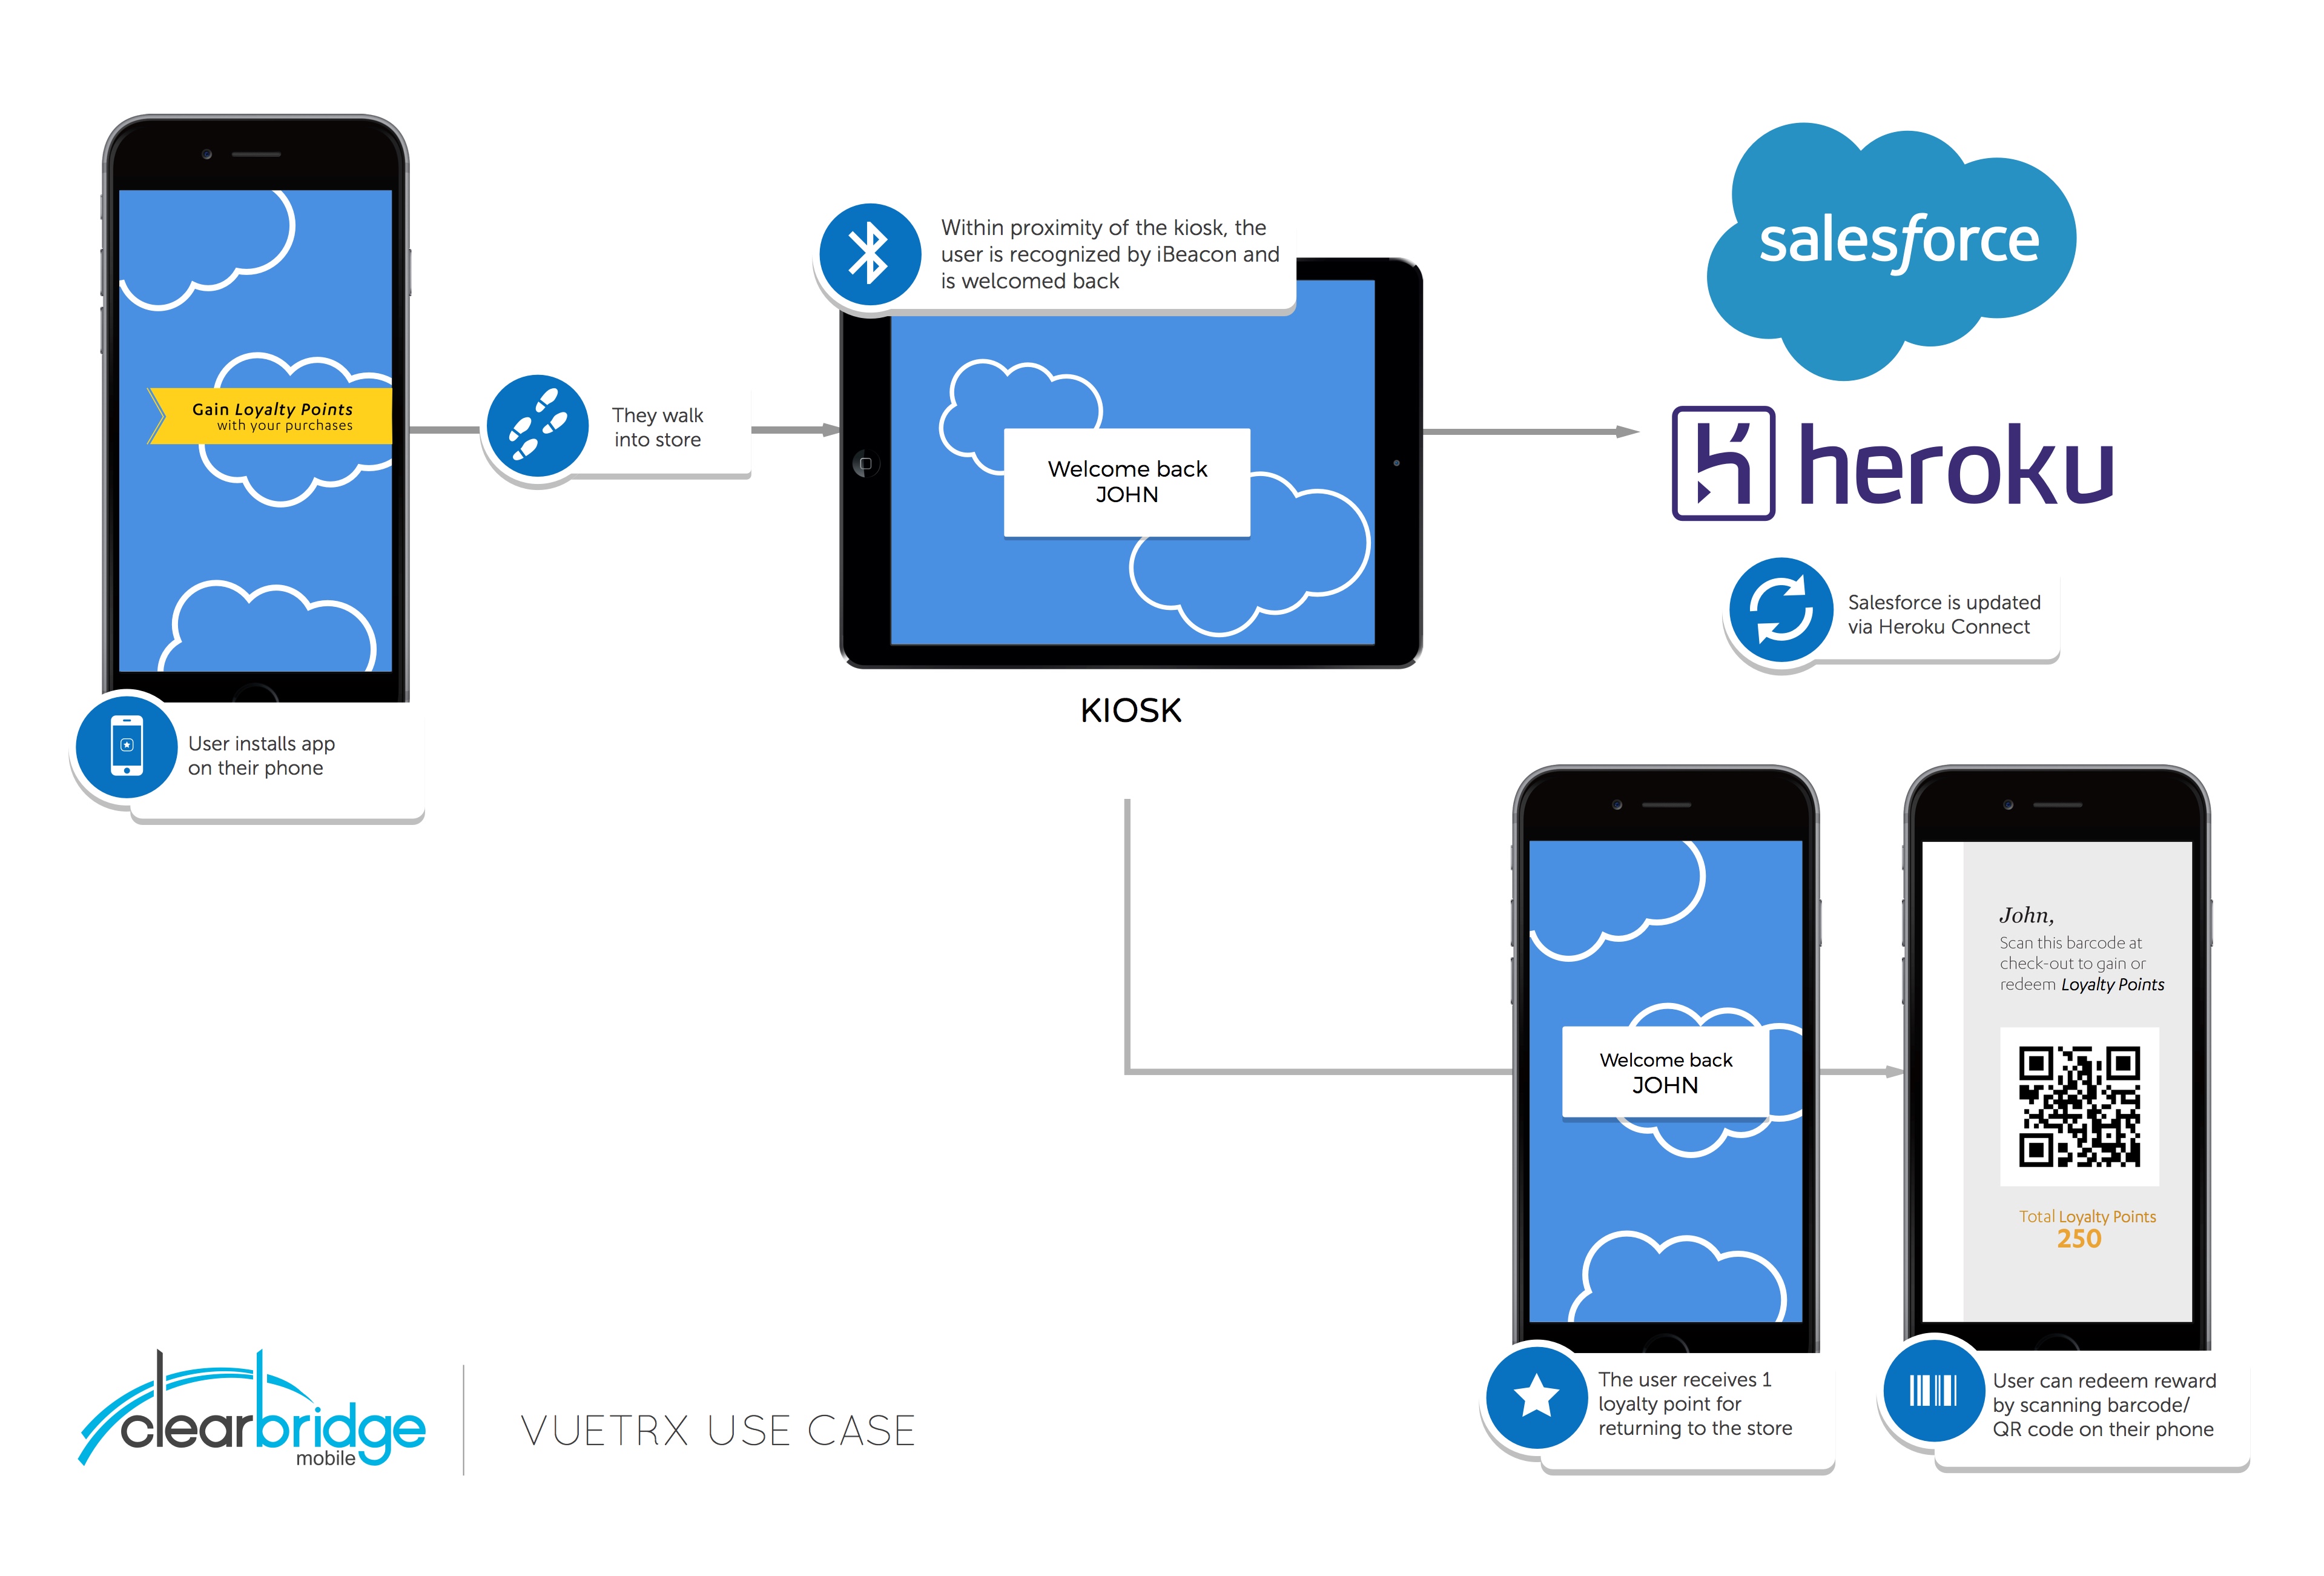 Gain Loyalty Points
with your purchases
User installs app
on their phone
They walk
into store
Within proximity of the kiosk, the
user is recognized by iBeacon and
is welcomed back
Welcome back
JOHN
KIOSK
salesforce
heroku
Salesforce is updated
via Heroku Connect
Welcome back
JOHN
The user receives 1
loyalty point for
returning to the store
John,
Scan this barcode at
check-out to gain or
redeem Loyalty Points
Total Loyalty Points
250
User can redeem reward
by scanning barcode/
QR code on their phone
clearbridge
mobile
VUETRX USE CASE